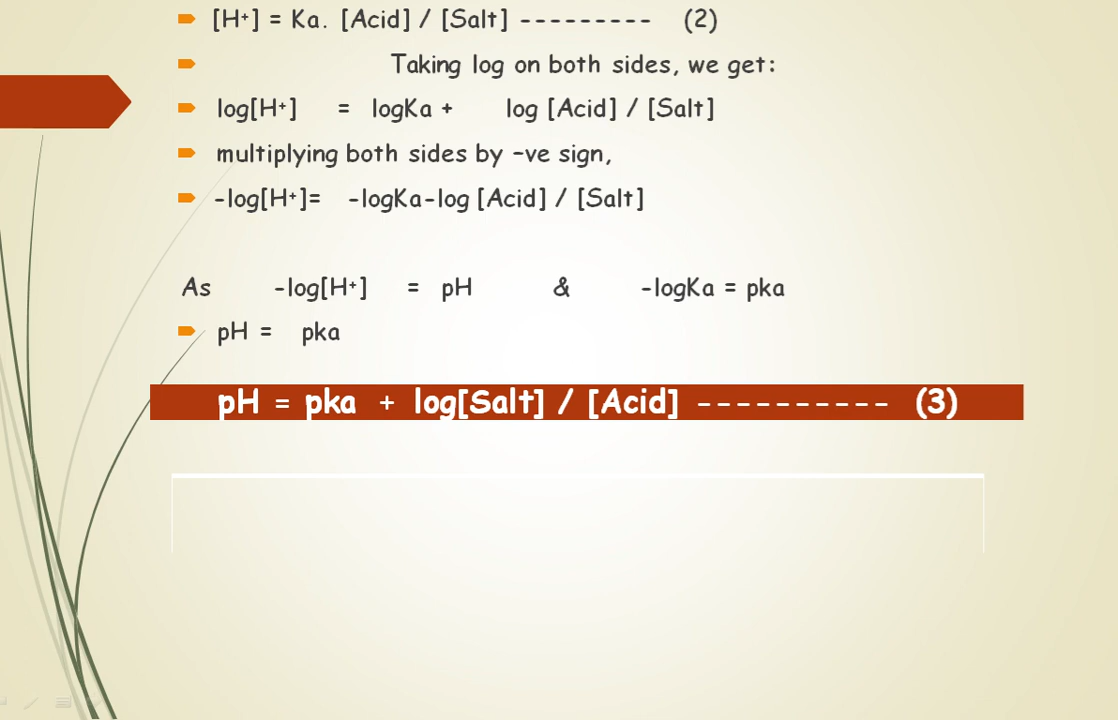 [H⁺] = Ka. [Acid] / [Salt] --------- (2)
Taking log on both sides, we get:
log[H⁺] = logKa + log [Acid] / [Salt]
multiplying both sides by –ve sign,
-log[H⁺]= -logKa-log [Acid] / [Salt]
As -log[H⁺] = pH & -logKa = pka
pH = pka
pH = pka + log[Salt] / [Acid] ---------- (3)